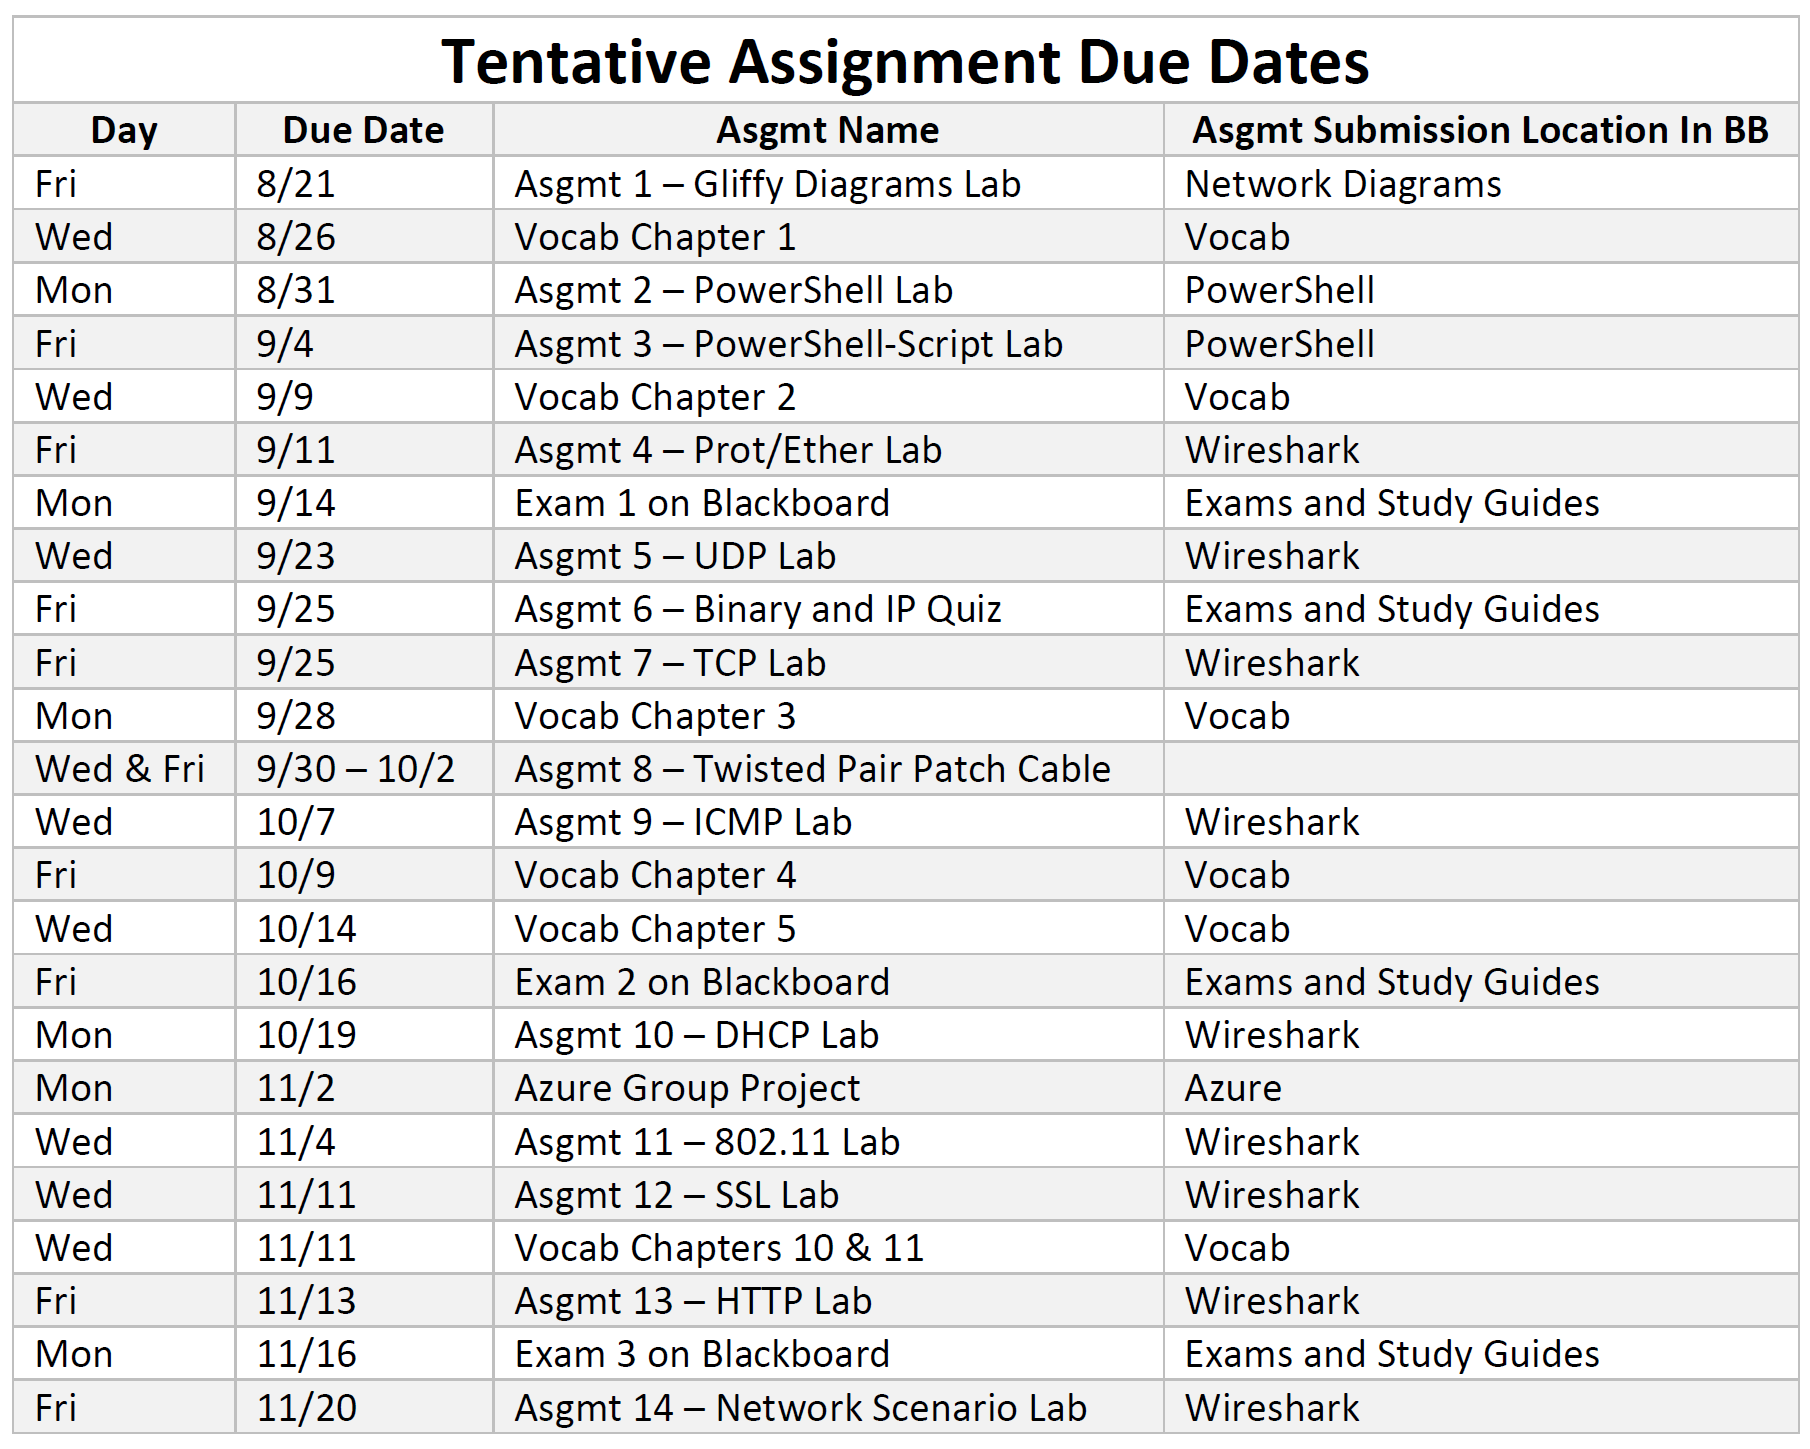 Tentative Assignment Due Dates
Day Due Date Asgmt Name Asgmt Submission Location In BB
Fri 8/21 Asgmt 1 – Gliffy Diagrams Lab Network Diagrams
Wed 8/26 Vocab Chapter 1 Vocab
Mon 8/31 Asgmt 2 – PowerShell Lab PowerShell
Fri 9/4 Asgmt 3 – PowerShell-Script Lab PowerShell
Wed 9/9 Vocab Chapter 2 Vocab
Fri 9/11 Asgmt 4 – Prot/Ether Lab Wireshark
Mon 9/14 Exam 1 on Blackboard Exams and Study Guides
Wed 9/23 Asgmt 5 – UDP Lab Wireshark
Fri 9/25 Asgmt 6 – Binary and IP Quiz Exams and Study Guides
Fri 9/25 Asgmt 7 – TCP Lab Wireshark
Mon 9/28 Vocab Chapter 3 Vocab
Wed & Fri 9/30 – 10/2 Asgmt 8 – Twisted Pair Patch Cable
Wed 10/7 Asgmt 9 – ICMP Lab Wireshark
Fri 10/9 Vocab Chapter 4 Vocab
Wed 10/14 Vocab Chapter 5 Vocab
Fri 10/16 Exam 2 on Blackboard Exams and Study Guides
Mon 10/19 Asgmt 10 – DHCP Lab Wireshark
Mon 11/2 Azure Group Project Azure
Wed 11/4 Asgmt 11 – 802.11 Lab Wireshark
Wed 11/11 Asgmt 12 – SSL Lab Wireshark
Wed 11/11 Vocab Chapters 10 & 11 Vocab
Fri 11/13 Asgmt 13 – HTTP Lab Wireshark
Mon 11/16 Exam 3 on Blackboard Exams and Study Guides
Fri 11/20 Asgmt 14 – Network Scenario Lab Wireshark